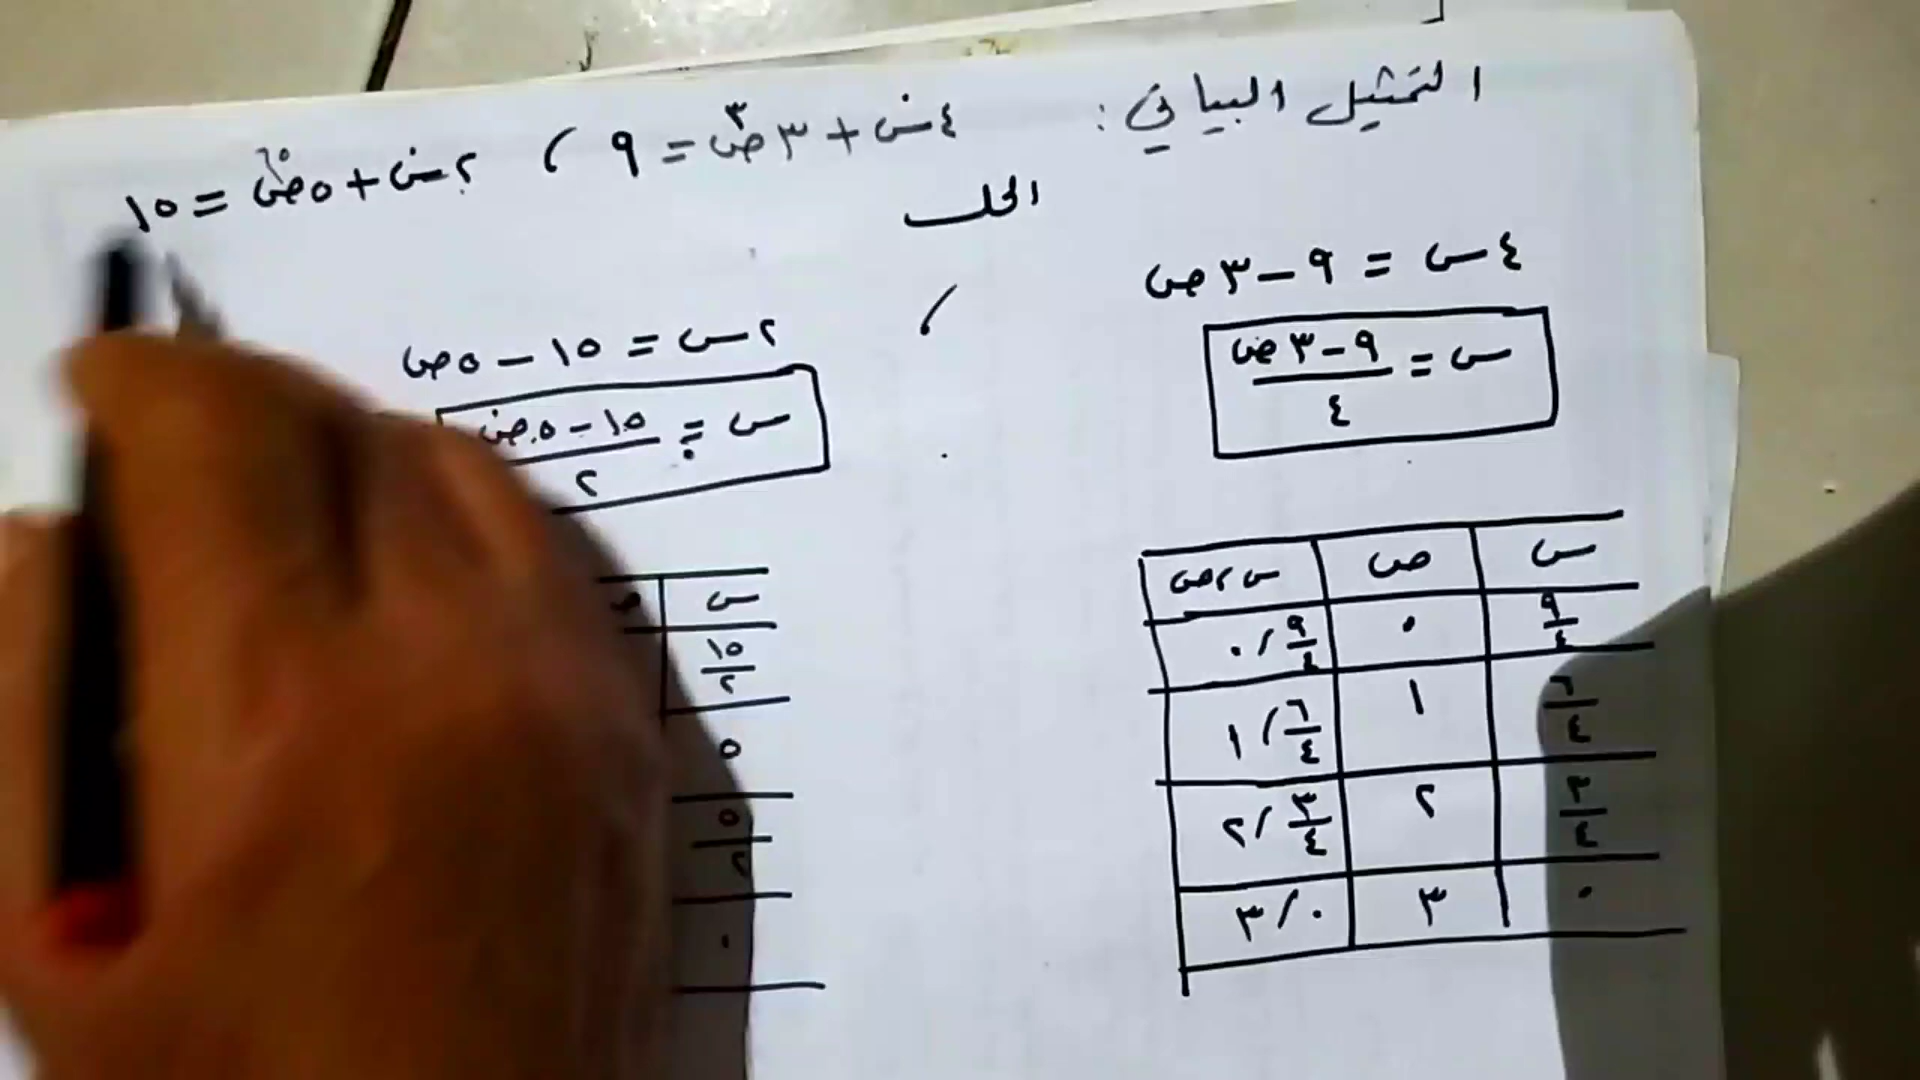 التمثيل البياني : ٤س + ٣ص = ٩ ، ٢س + ٥ص = ١٥
الحل
٤س = ٩ − ٣ص
س = (٩ − ٣ص) / ٤
،
٢س = ١٥ − ٥ص
س = (١٥ − ٥ص) / ٢
س ص س ، ص
٩/٤ ٠ ٩/٤ ، ٠
٦/٤ ١ ٦/٤ ، ١
٣/٤ ٢ ٣/٤ ، ٢
٠ ٣ ٠ ، ٣
س
١٥/٢
٥
٥/٢
٠